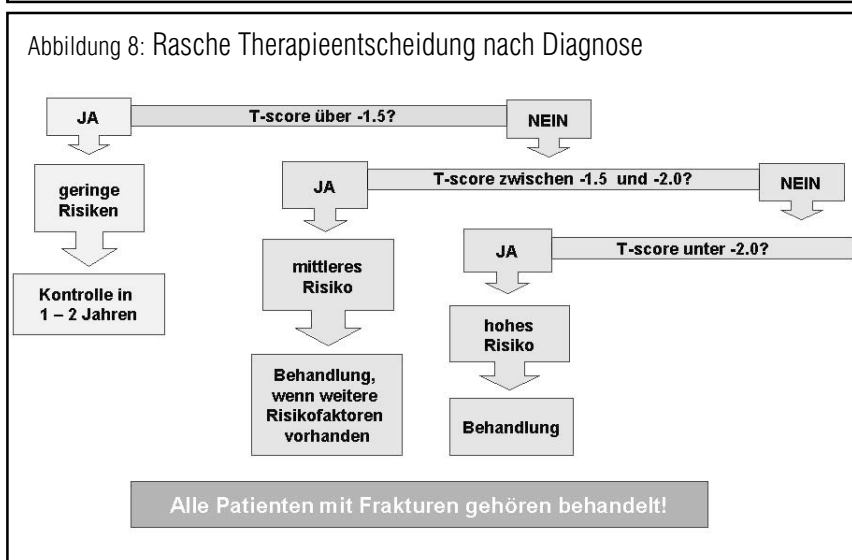 Abbildung 8: Rasche Therapieentscheidung nach Diagnose
JA
T-score über -1.5?
NEIN
geringe
Risiken
Kontrolle in
1 – 2 Jahren
JA
T-score zwischen -1.5 und -2.0?
NEIN
mittleres
Risiko
Behandlung,
wenn weitere
Risikofaktoren
vorhanden
JA
T-score unter -2.0?
hohes
Risiko
Behandlung
Alle Patienten mit Frakturen gehören behandelt!